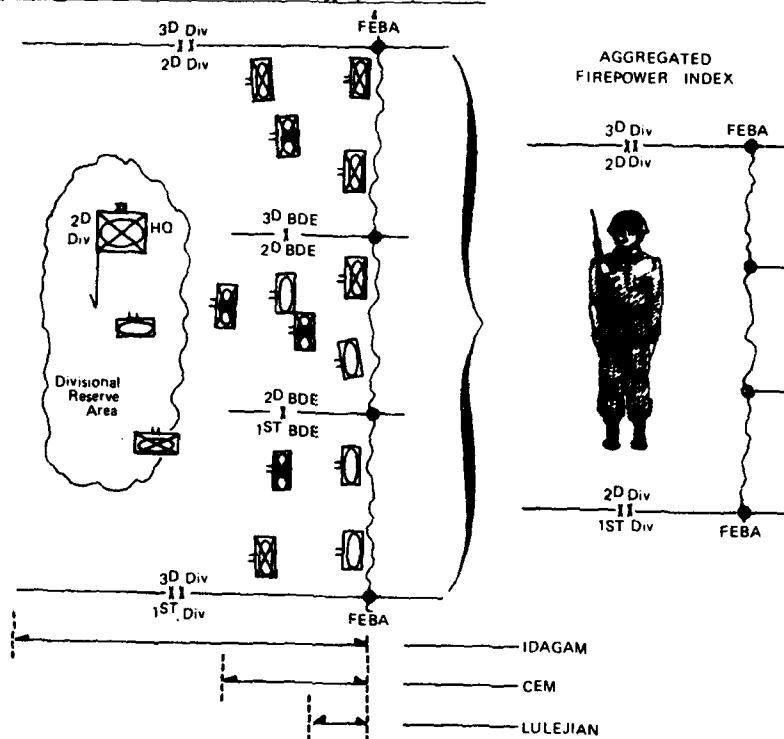 3D Div
2D Div
FEBA
2D
Div
HQ
3D BDE
2D BDE
Divisional
Reserve
Area
2D BDE
1ST BDE
3D Div
1ST. Div
FEBA
IDAGAM
CEM
LULEJIAN
AGGREGATED
FIREPOWER INDEX
3D Div
2D Div
FEBA
2D Div
1ST Div
FEBA